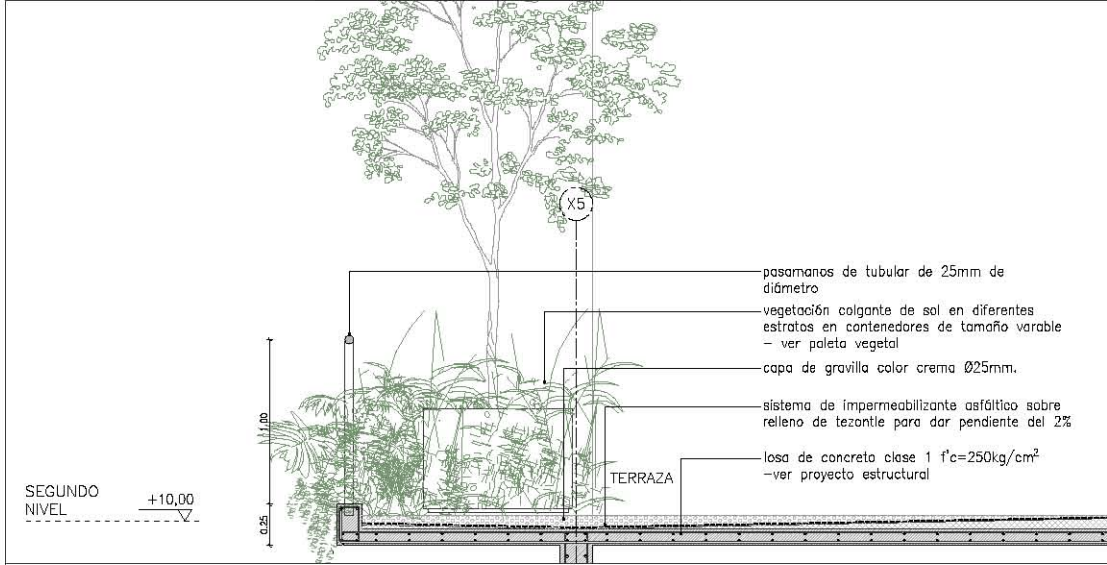 X5
pasamanos de tubular de 25mm de
diámetro
vegetación colgante de sol en diferentes
estratos en contenedores de tamaño varable
- ver paleta vegetal
capa de gravilla color crema Ø25mm.
sistema de impermeabilizante asfáltico sobre
relleno de tezontle para dar pendiente del 2%
losa de concreto clase 1 f'c=250kg/cm²
-ver proyecto estructural
TERRAZA
1.00
0.25
SEGUNDO
NIVEL
+10,00